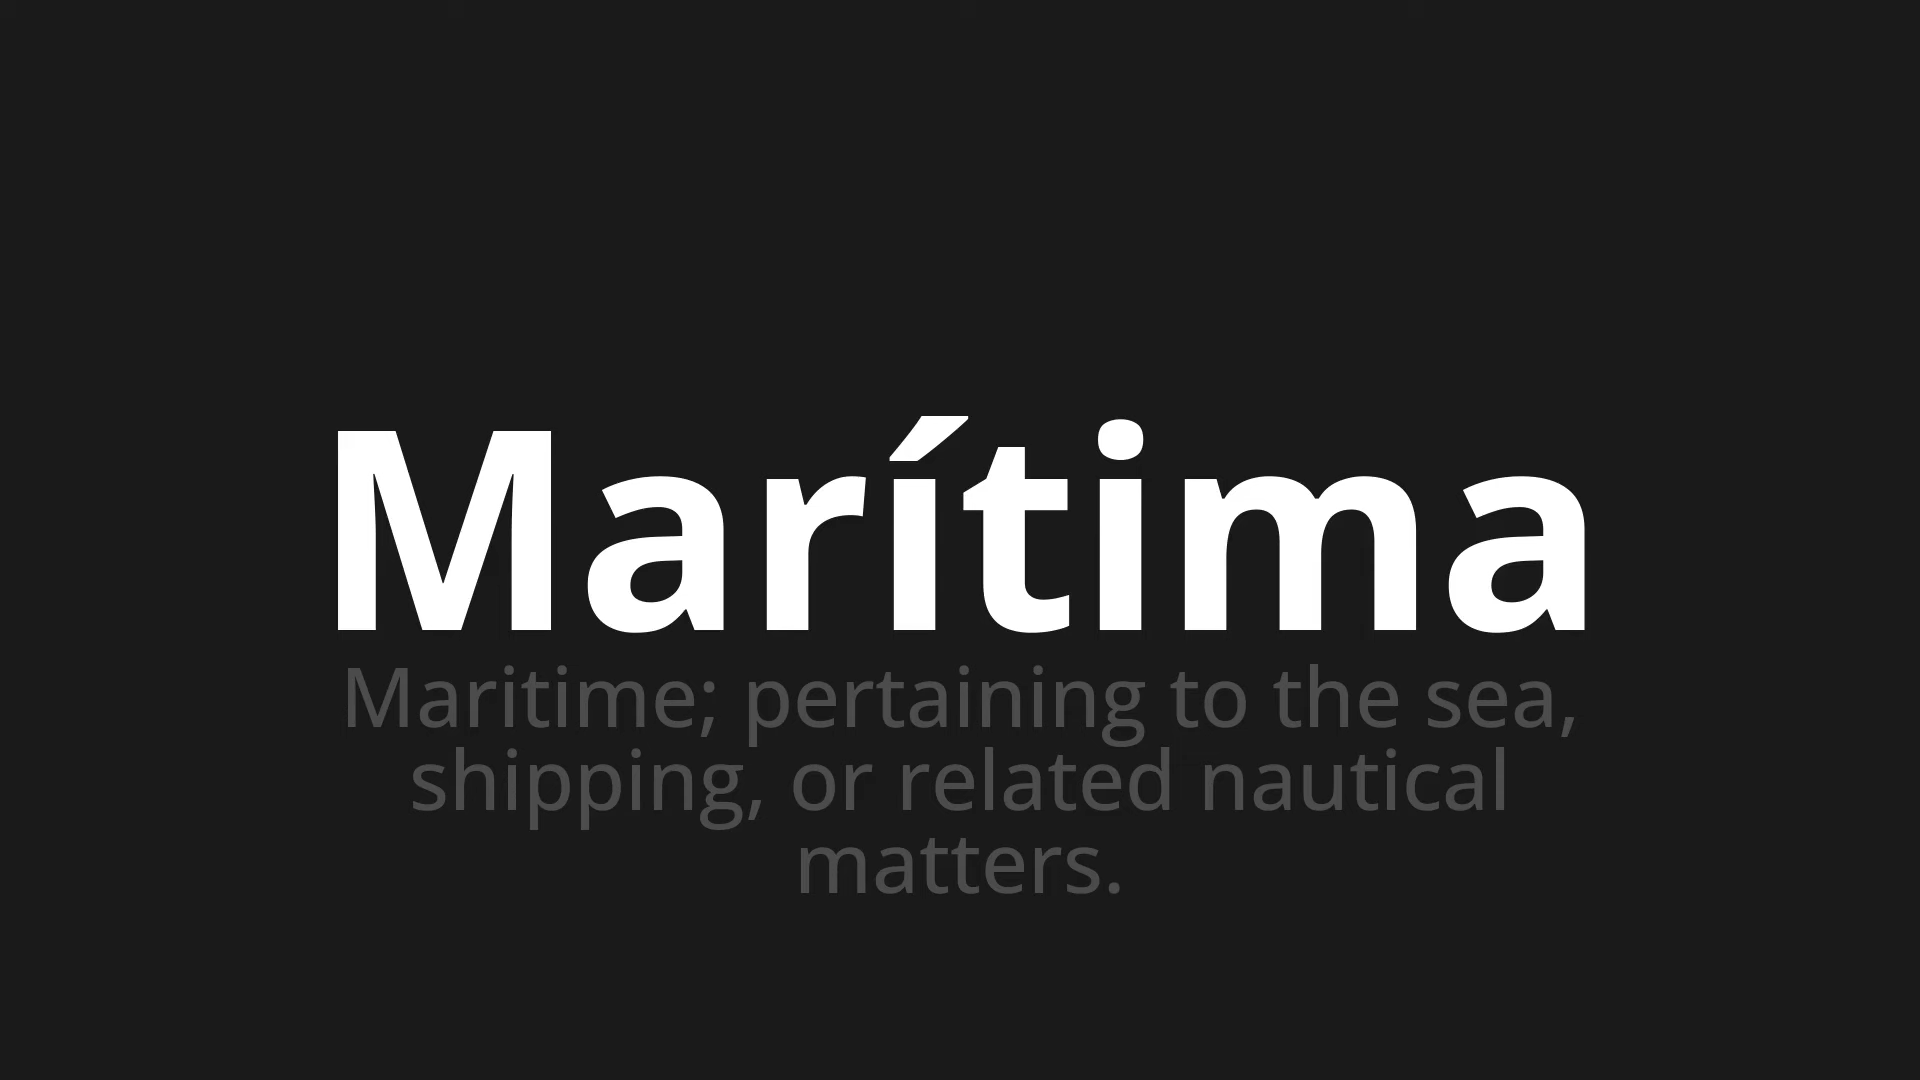 Marítima
Maritime; pertaining to the sea,
shipping, or related nautical
matters.